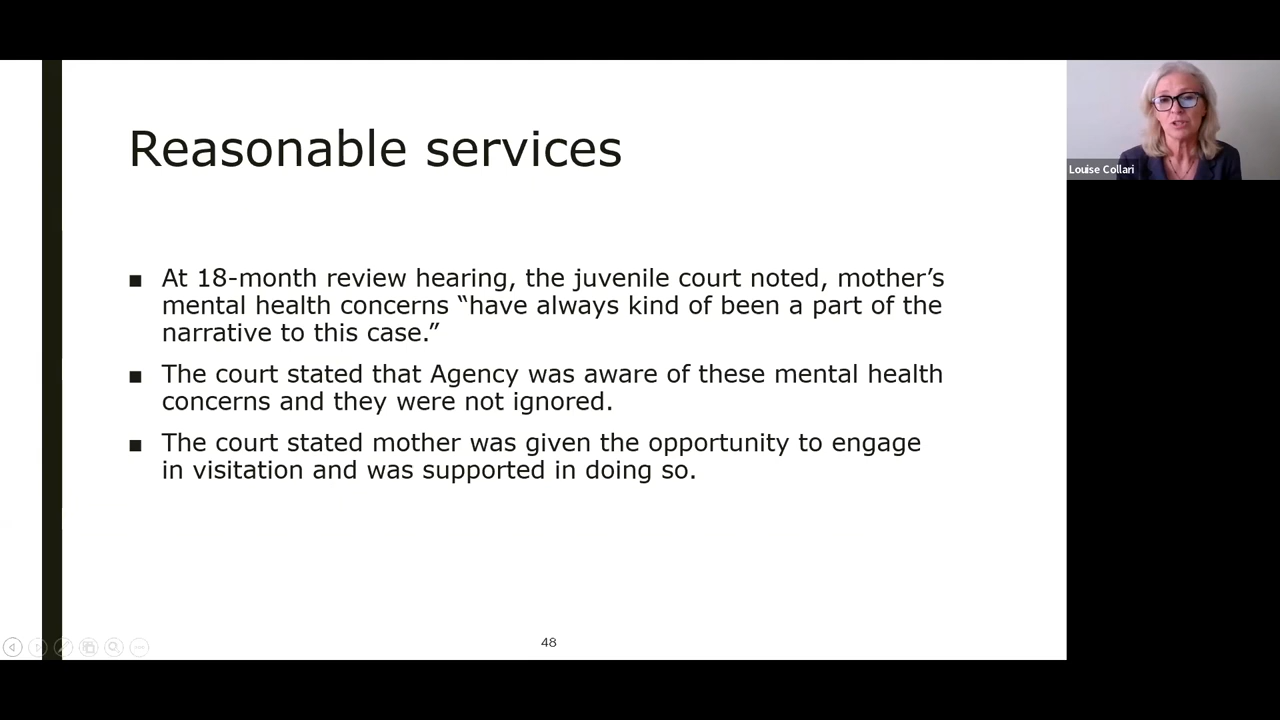 Reasonable services
■ At 18-month review hearing, the juvenile court noted, mother’s
mental health concerns “have always kind of been a part of the
narrative to this case.”
■ The court stated that Agency was aware of these mental health
concerns and they were not ignored.
■ The court stated mother was given the opportunity to engage
in visitation and was supported in doing so.
48
Louise Collari